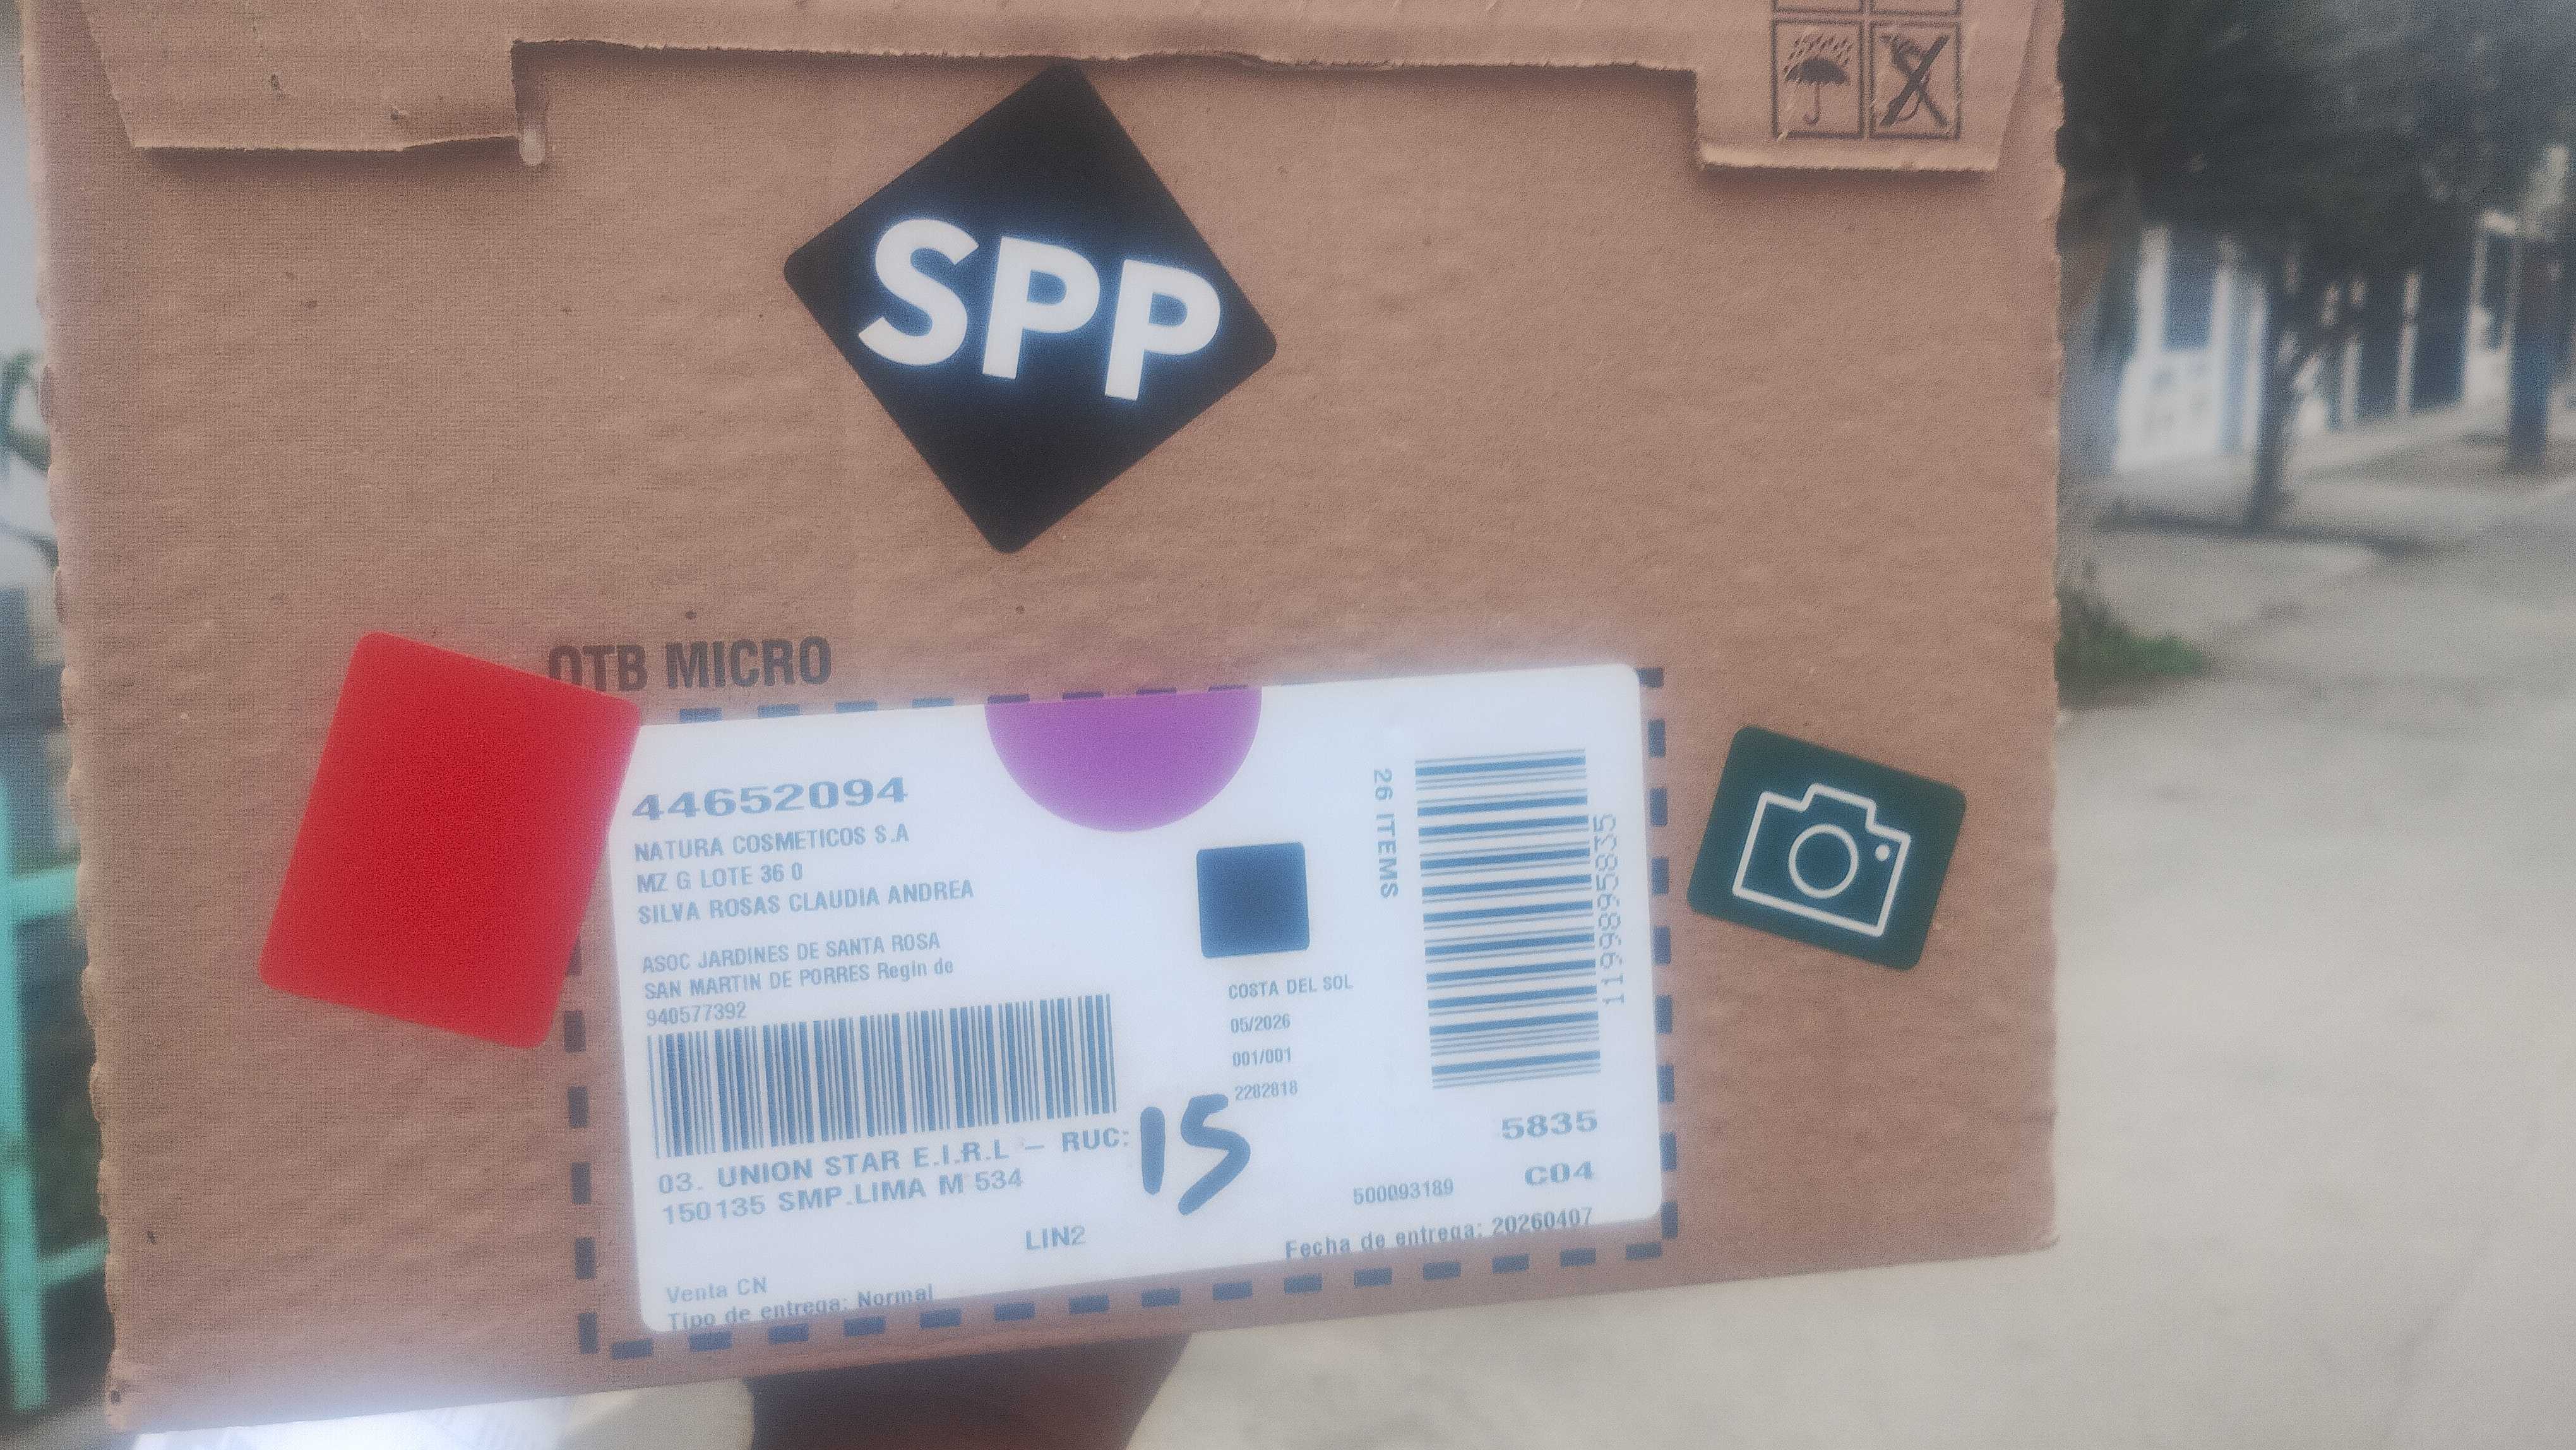 SPP
OTB MICRO
44652094
NATURA COSMETICOS S.A
MZ G LOTE 36 0
SILVA ROSAS CLAUDIA ANDREA
ASOC JARDINES DE SANTA ROSA
SAN MARTIN DE PORRES Regin de
940577392
03. UNION STAR E.I.R.L – RUC:
150135 SMP.LIMA M 534
LIN2
Venta CN
Tipo de entrega: Normal
COSTA DEL SOL
05/2026
001/001
2282818
15
26 ITEMS
119989895835
5835
C04
500093189
Fecha de entrega: 20260407